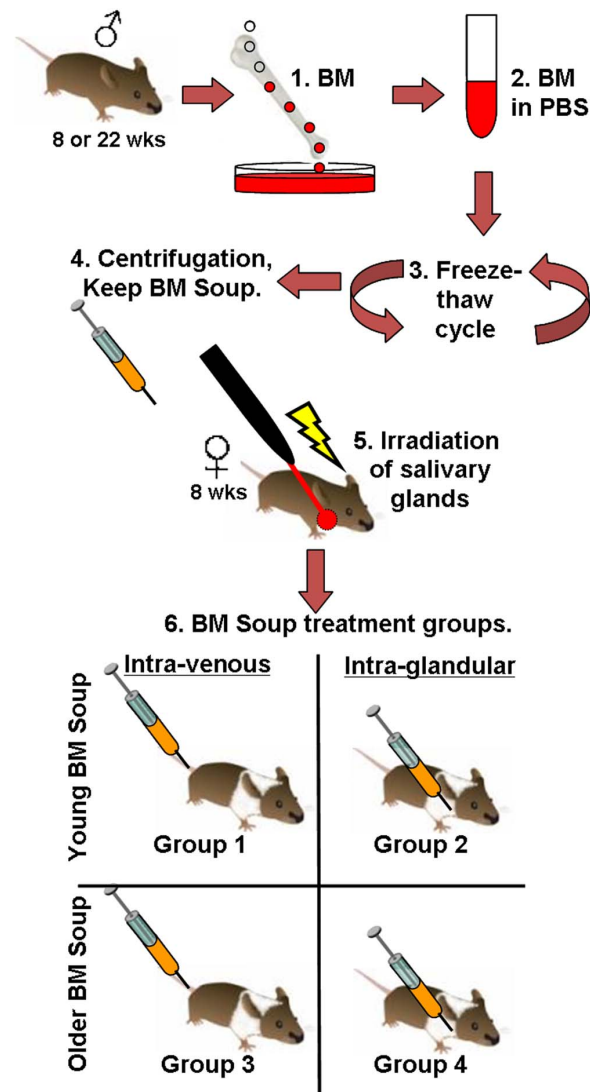 8 or 22 wks
1. BM
2. BM
in PBS
3. Freeze-
thaw
cycle
4. Centrifugation,
Keep BM Soup.
8 wks
5. Irradiation
of salivary
glands
6. BM Soup treatment groups.
Intra-venous
Intra-glandular
Young BM Soup
Group 1
Group 2
Older BM Soup
Group 3
Group 4